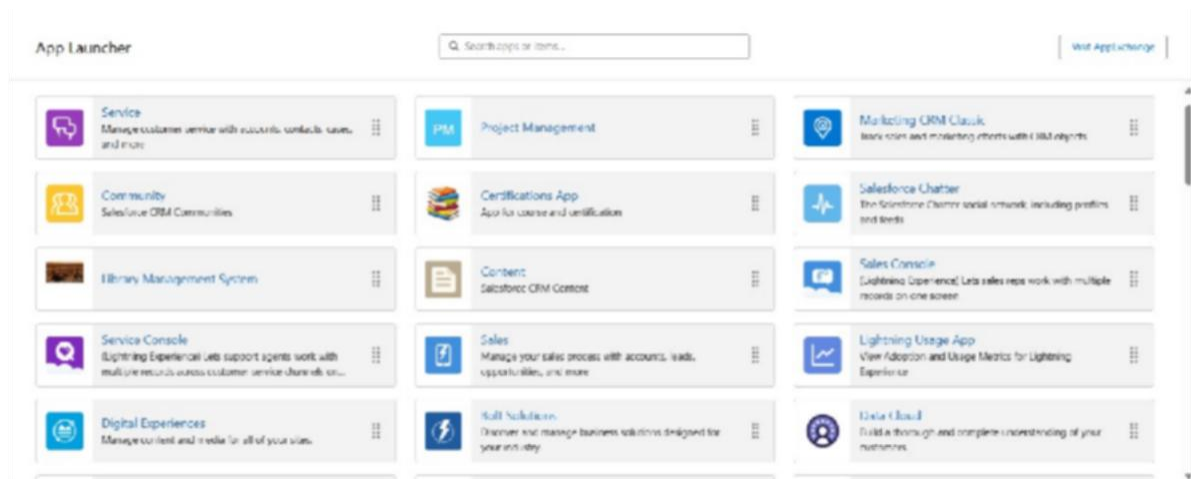 App Launcher
Search apps or items...
Visit AppExchange
Service
Manage customer service with accounts, contacts, cases,
and more
PM
Project Management
Marketing CRM Classic
Track sales and marketing efforts with CRM objects
Community
Salesforce CRM Communities
Certifications App
App for course and certification
Salesforce Chatter
The Salesforce Chatter social network, including profiles
and feeds
Library Management System
Content
Salesforce CRM Content
Sales Console
(Lightning Experience) Lets sales reps work with multiple
records on one screen
Service Console
(Lightning Experience) Lets support agents work with
multiple records across customer service channels on...
Sales
Manage your sales process with accounts, leads,
opportunities, and more
Lightning Usage App
View Adoption and Usage Metrics for Lightning
Experience
Digital Experiences
Manage content and media for all of your sites.
Bolt Solutions
Discover and manage business solutions designed for
your industry
Data Cloud
Build a thorough and complete understanding of your
customers